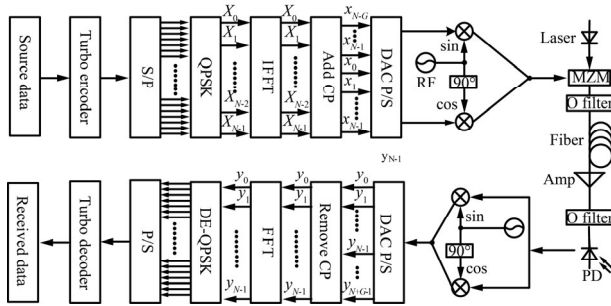 Source data
Turbo ercoder
S/F
QPSK
X0
X1
XN-2
XN-1
IFFT
X0
X1
XN-2
XN-1
Add CP
xN-G
xN-1
x0
x1
xN-1
DAC P/S
sin
RF
90°
cos
Laser
MZM
O filter
Fiber
Amp
O filter
PD
yN-1
Received data
Turbo decoder
P/S
DE-QPSK
y0
y1
yN-1
FFT
y0
y1
yN-1
Remove CP
y0
y1
yN-1
yN+G-1
DAC P/S
sin
90°
cos